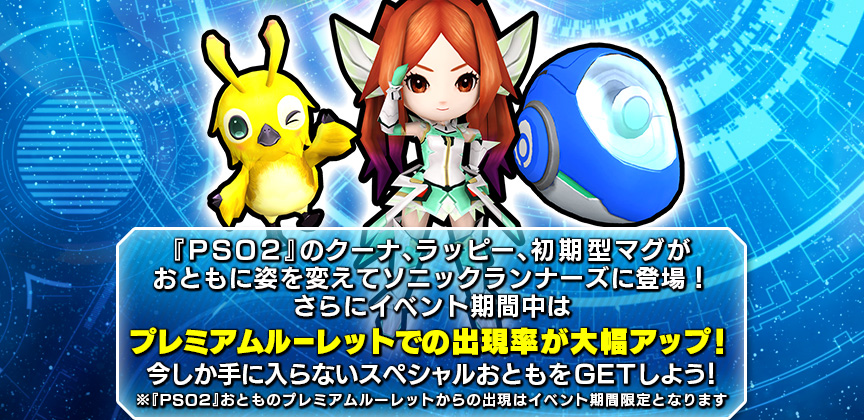 『PSO2』のクーナ、ラッピー、初期型マグが
おともに姿を変えてソニックランナーズに登場！
さらにイベント期間中は
プレミアムルーレットでの出現率が大幅アップ！
今しか手に入らないスペシャルおともをGETしよう！
※『PSO2』おとものプレミアムルーレットからの出現はイベント期間限定となります